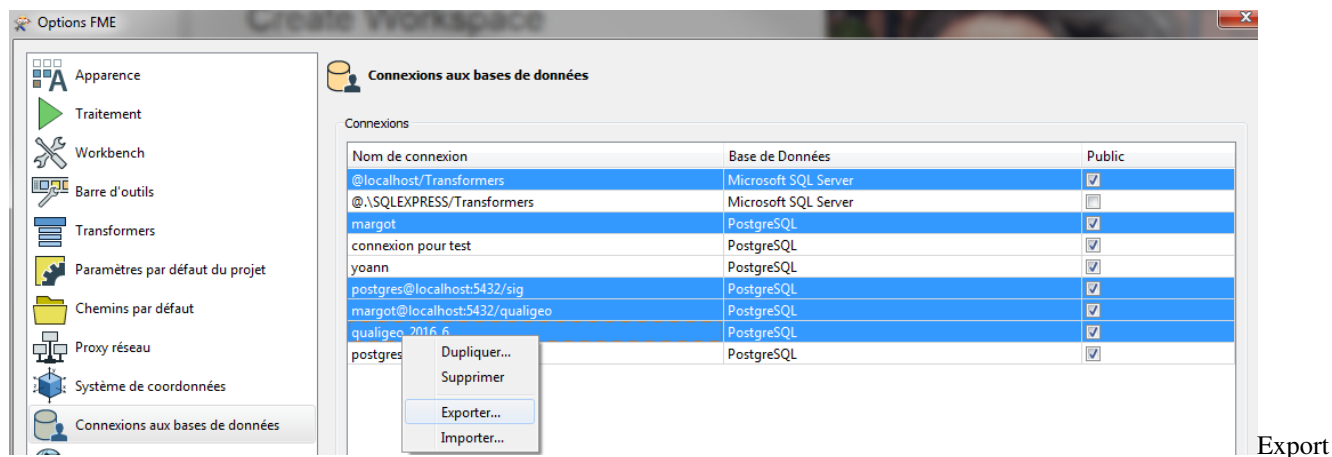 Options FME
Create Workspace
Apparence
Traitement
Workbench
Barre d'outils
Transformers
Paramètres par défaut du projet
Chemins par défaut
Proxy réseau
Système de coordonnées
Connexions aux bases de données
Connexions aux bases de données
Connexions
Nom de connexion Base de Données Public
@localhost/Transformers Microsoft SQL Server
@.\SQLEXPRESS/Transformers Microsoft SQL Server
margot PostgreSQL
connexion pour test PostgreSQL
yoann PostgreSQL
postgres@localhost:5432/sig PostgreSQL
margot@localhost:5432/qualigeo PostgreSQL
qualigeo_2016_6 PostgreSQL
postgres PostgreSQL
Dupliquer...
Supprimer
Exporter...
Importer...
Export